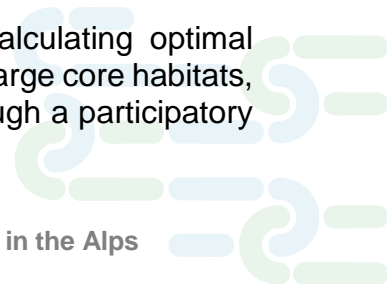 alculating optimal
arge core habitats,
ugh a participatory
in the Alps